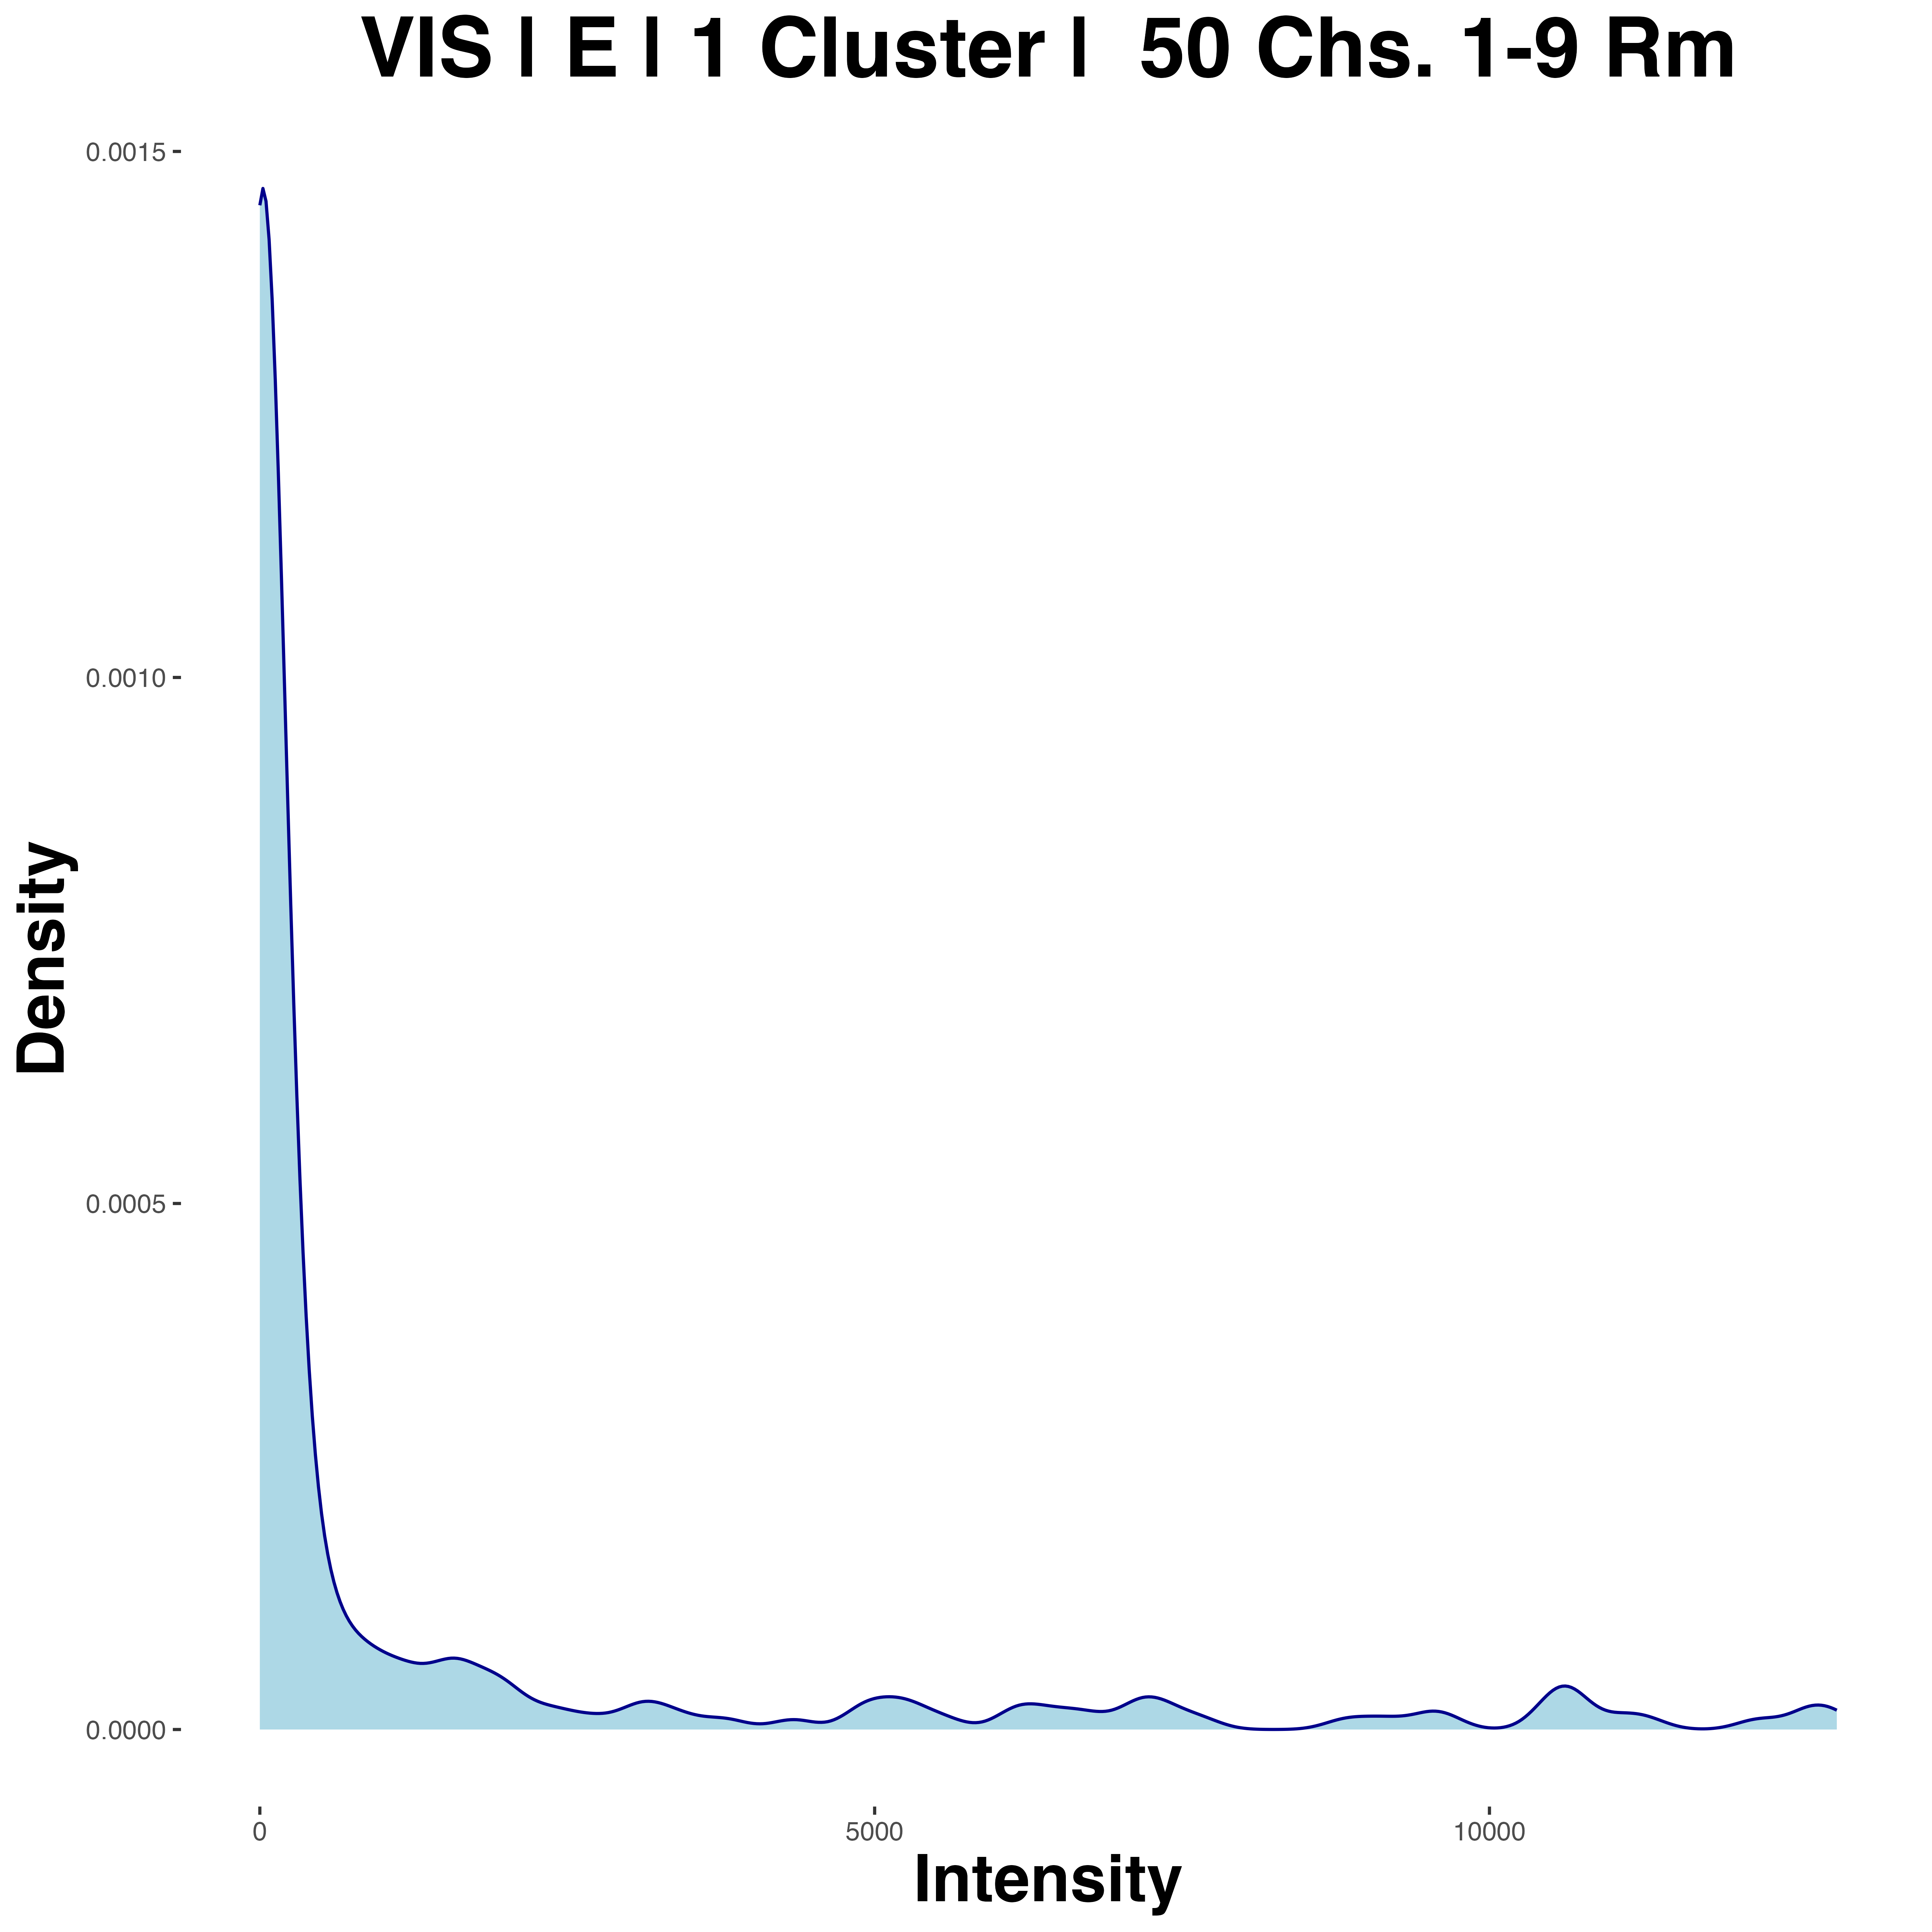 VIS | E | 1 Cluster |  50 Chs. 1-9 Rm
0.0015
0.0010
0.0005
0.0000
Density
0
5000
10000
Intensity